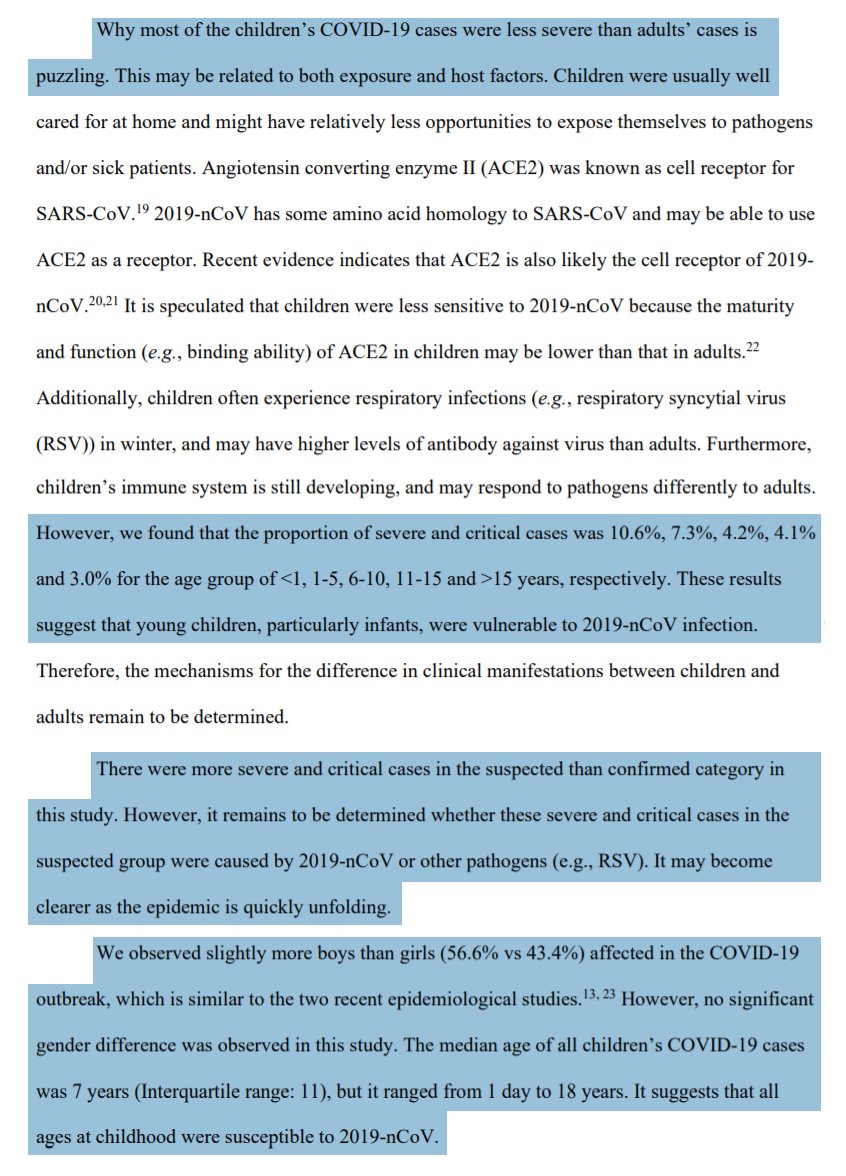 Why most of the children’s COVID-19 cases were less severe than adults’ cases is
puzzling. This may be related to both exposure and host factors. Children were usually well
cared for at home and might have relatively less opportunities to expose themselves to pathogens
and/or sick patients. Angiotensin converting enzyme II (ACE2) was known as cell receptor for
SARS-CoV.19 2019-nCoV has some amino acid homology to SARS-CoV and may be able to use
ACE2 as a receptor. Recent evidence indicates that ACE2 is also likely the cell receptor of 2019-
nCoV.20,21 It is speculated that children were less sensitive to 2019-nCoV because the maturity
and function (e.g., binding ability) of ACE2 in children may be lower than that in adults.22
Additionally, children often experience respiratory infections (e.g., respiratory syncytial virus
(RSV)) in winter, and may have higher levels of antibody against virus than adults. Furthermore,
children’s immune system is still developing, and may respond to pathogens differently to adults.
However, we found that the proportion of severe and critical cases was 10.6%, 7.3%, 4.2%, 4.1%
and 3.0% for the age group of <1, 1-5, 6-10, 11-15 and >15 years, respectively. These results
suggest that young children, particularly infants, were vulnerable to 2019-nCoV infection.
Therefore, the mechanisms for the difference in clinical manifestations between children and
adults remain to be determined.
There were more severe and critical cases in the suspected than confirmed category in
this study. However, it remains to be determined whether these severe and critical cases in the
suspected group were caused by 2019-nCoV or other pathogens (e.g., RSV). It may become
clearer as the epidemic is quickly unfolding.
We observed slightly more boys than girls (56.6% vs 43.4%) affected in the COVID-19
outbreak, which is similar to the two recent epidemiological studies.13, 23 However, no significant
gender difference was observed in this study. The median age of all children’s COVID-19 cases
was 7 years (Interquartile range: 11), but it ranged from 1 day to 18 years. It suggests that all
ages at childhood were susceptible to 2019-nCoV.